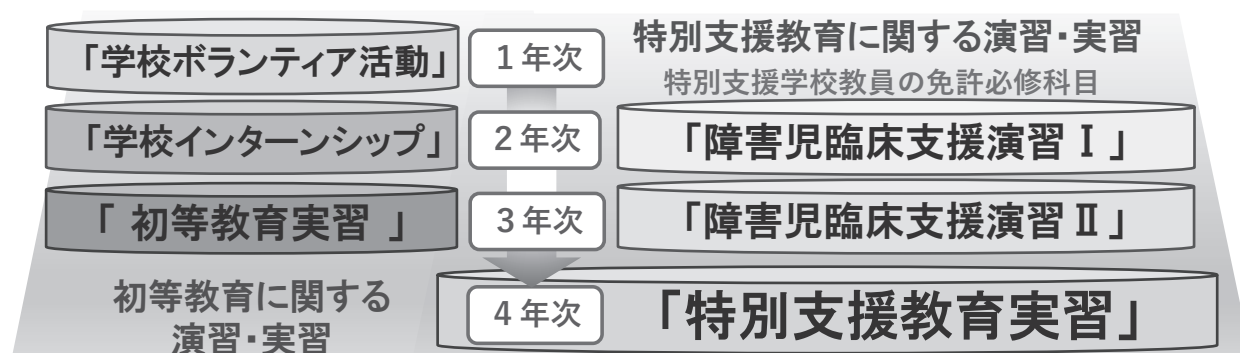 「学校ボランティア活動」
1年次
特別支援教育に関する演習・実習
特別支援学校教員の免許必修科目
「学校インターンシップ」
2年次
「障害児臨床支援演習Ⅰ」
「 初等教育実習 」
3年次
「障害児臨床支援演習Ⅱ」
初等教育に関する
演習・実習
4年次
「特別支援教育実習」